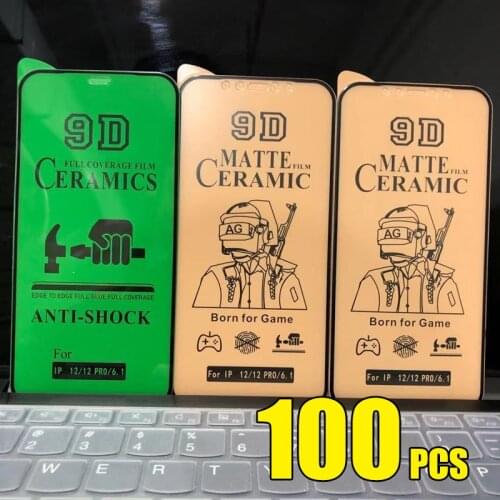 9D
FULL COVERAGE FILM
CERAMICS
EDGE TO EDGE FULL GLUE FULL COVERAGE
ANTI-SHOCK
For
IP 12/12 PRO/6.1
9D
MATTE FILM
CERAMIC
AG
Born for Game
For IP 12/12 PRO/6.1
9D
MATTE FILM
CERAMIC
AG
Born for Game
For IP 12/12 PRO/6.1
100 PCS
Q W E R T Y